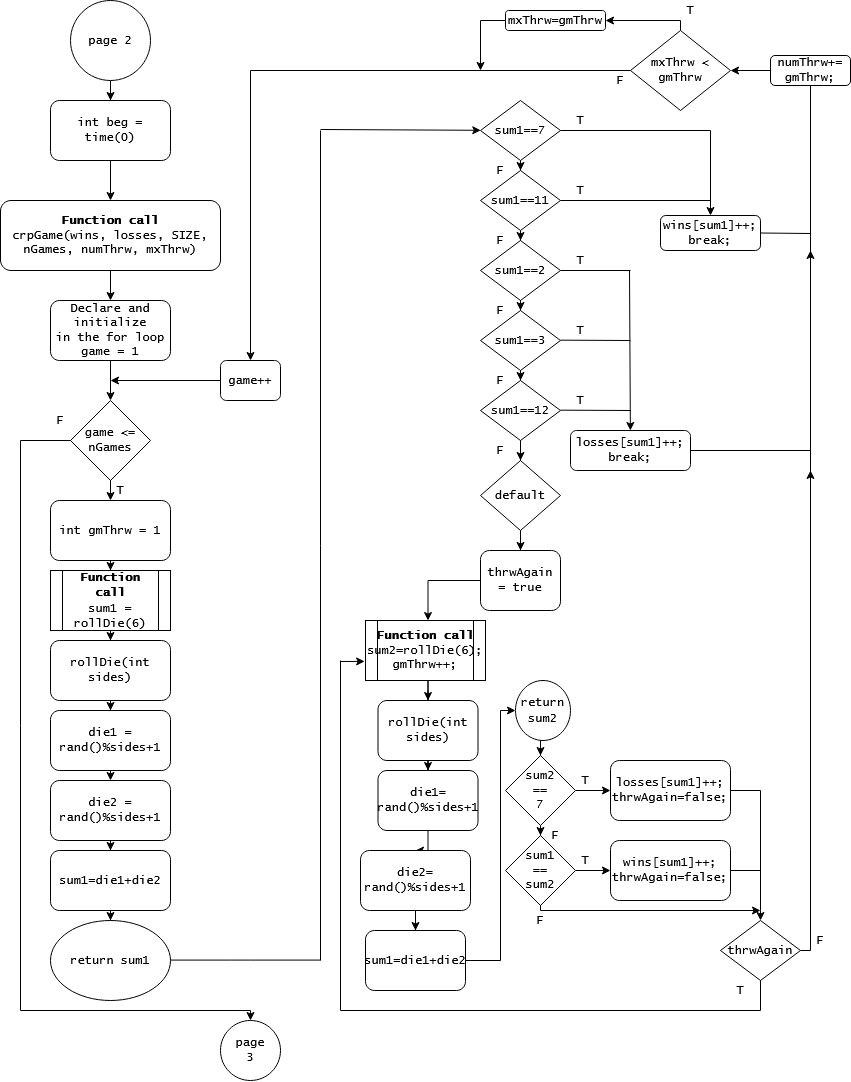 page 2
int beg =
time(0)
Function call
crpGame(wins, losses, SIZE,
nGames, numThrw, mxThrw)
Declare and
initialize
in the for loop
game = 1
game++
F
game <=
nGames
T
int gmThrw = 1
Function
call
sum1 =
rollDie(6)
rollDie(int
sides)
die1 =
rand()%sides+1
die2 =
rand()%sides+1
sum1=die1+die2
return sum1
page
3
T
mxThrw=gmThrw
mxThrw <
gmThrw
F
numThrw+=
gmThrw;
sum1==7
T
F
sum1==11
T
wins[sum1]++;
break;
F
sum1==2
T
F
sum1==3
T
F
sum1==12
T
losses[sum1]++;
break;
F
default
thrwAgain
= true
Function call
sum2=rollDie(6);
gmThrw++;
rollDie(int
sides)
die1=
rand()%sides+1
die2=
rand()%sides+1
sum1=die1+die2
return
sum2
sum2
==
7
T
losses[sum1]++;
thrwAgain=false;
F
sum1
==
sum2
T
wins[sum1]++;
thrwAgain=false;
F
thrwAgain
F
T